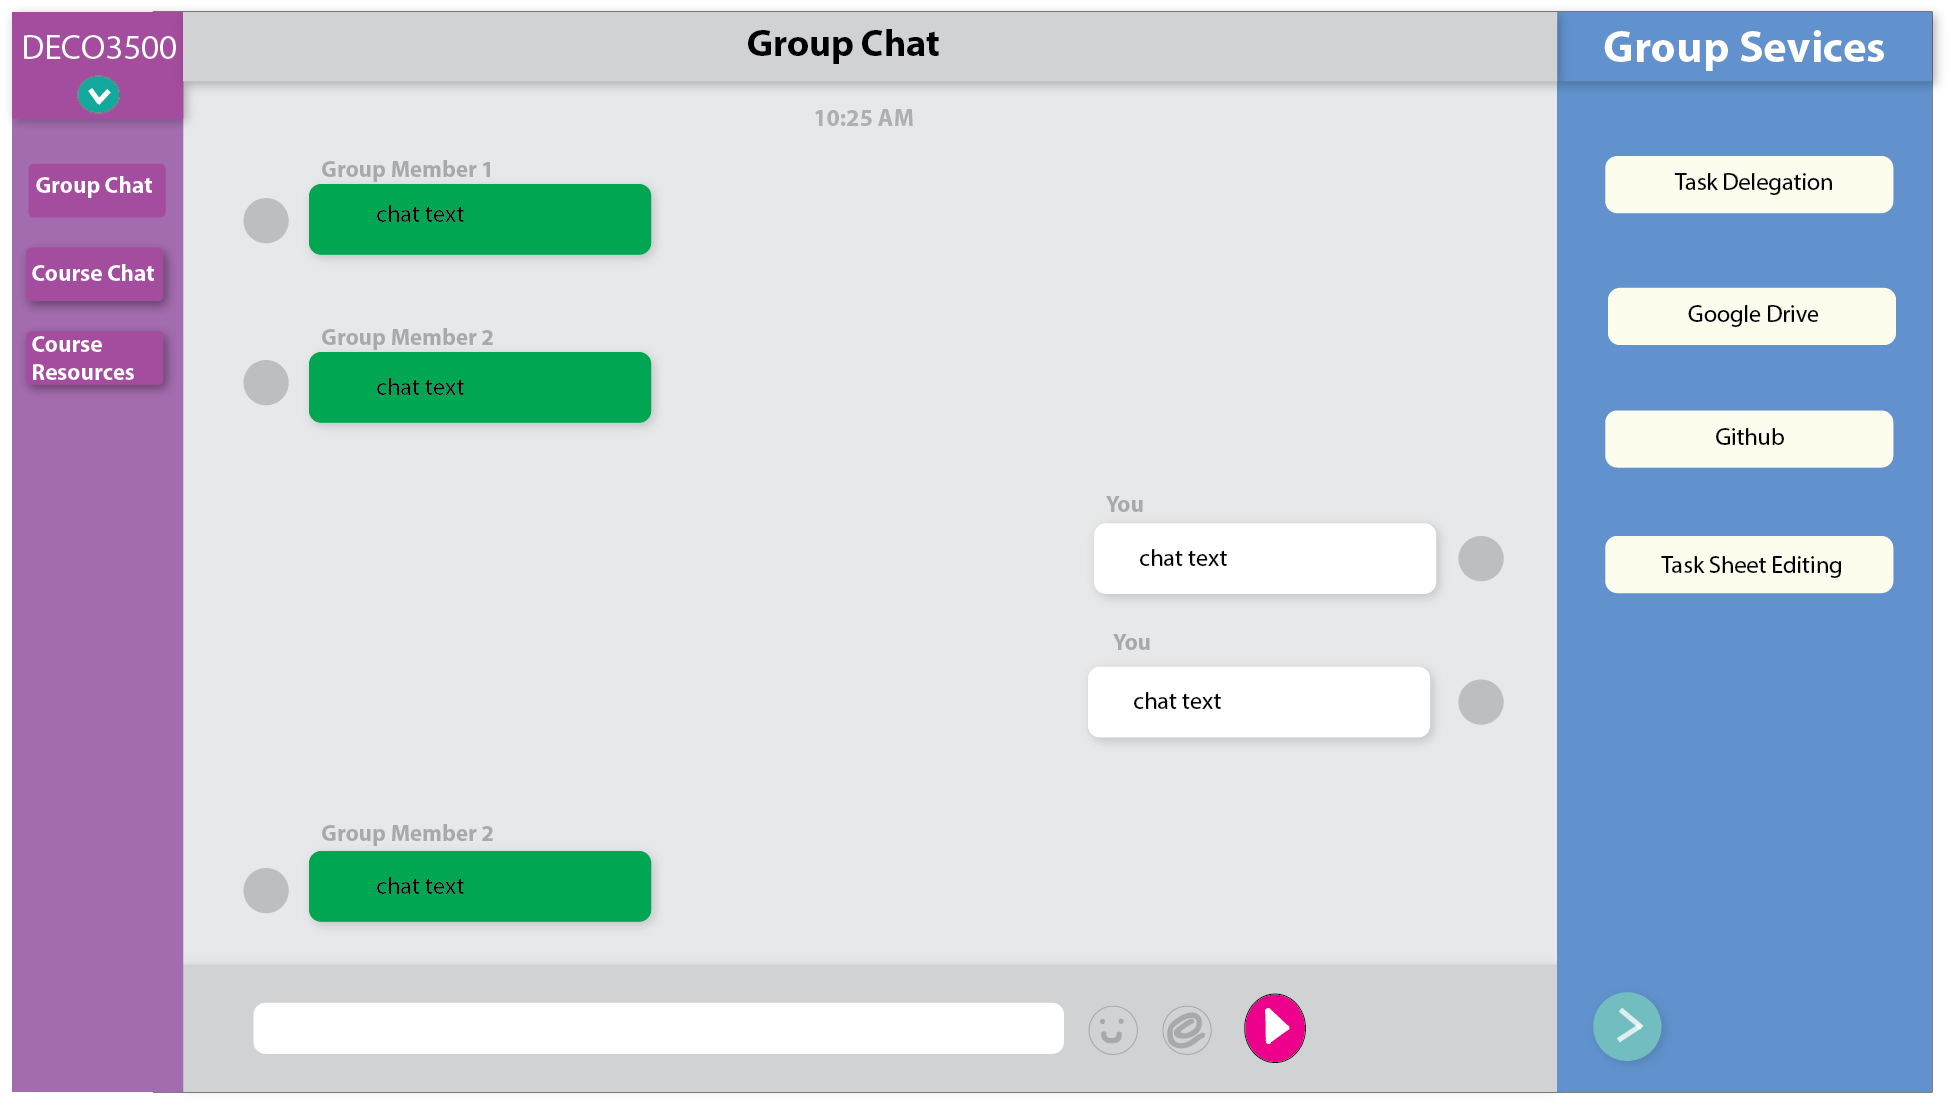 DECO3500
Group Chat
Course Chat
Course
Resources
Group Chat
10:25 AM
Group Member 1
chat text
Group Member 2
chat text
You
chat text
You
chat text
Group Member 2
chat text
Group Sevices
Task Delegation
Google Drive
Github
Task Sheet Editing